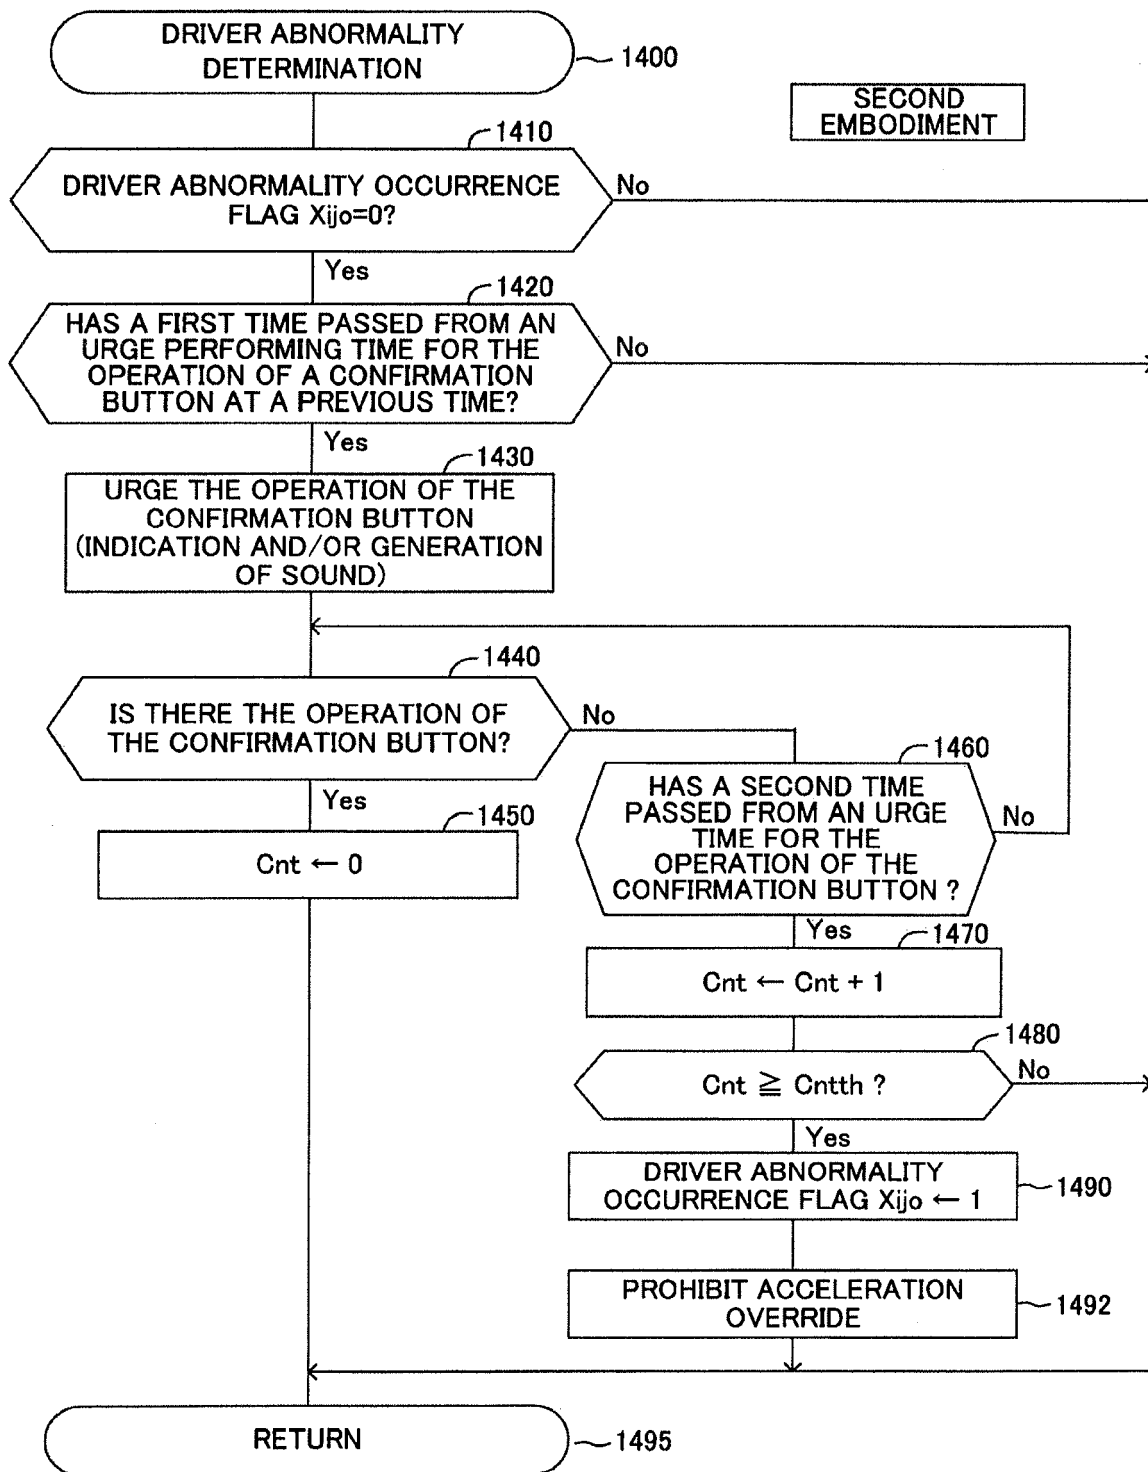 DRIVER ABNORMALITY
DETERMINATION
1400
SECOND
EMBODIMENT
1410
DRIVER ABNORMALITY OCCURRENCE
FLAG Xijo=0?
No
Yes
1420
HAS A FIRST TIME PASSED FROM AN
URGE PERFORMING TIME FOR THE
OPERATION OF A CONFIRMATION
BUTTON AT A PREVIOUS TIME?
No
Yes
1430
URGE THE OPERATION OF THE
CONFIRMATION BUTTON
(INDICATION AND/OR GENERATION
OF SOUND)
1440
IS THERE THE OPERATION OF
THE CONFIRMATION BUTTON?
No
Yes
1450
Cnt ← 0
1460
HAS A SECOND TIME
PASSED FROM AN URGE
TIME FOR THE
OPERATION OF THE
CONFIRMATION BUTTON ?
No
Yes
1470
Cnt ← Cnt + 1
1480
Cnt ≧ Cntth ?
No
Yes
DRIVER ABNORMALITY
OCCURRENCE FLAG Xijo ← 1
1490
PROHIBIT ACCELERATION
OVERRIDE
1492
RETURN
1495